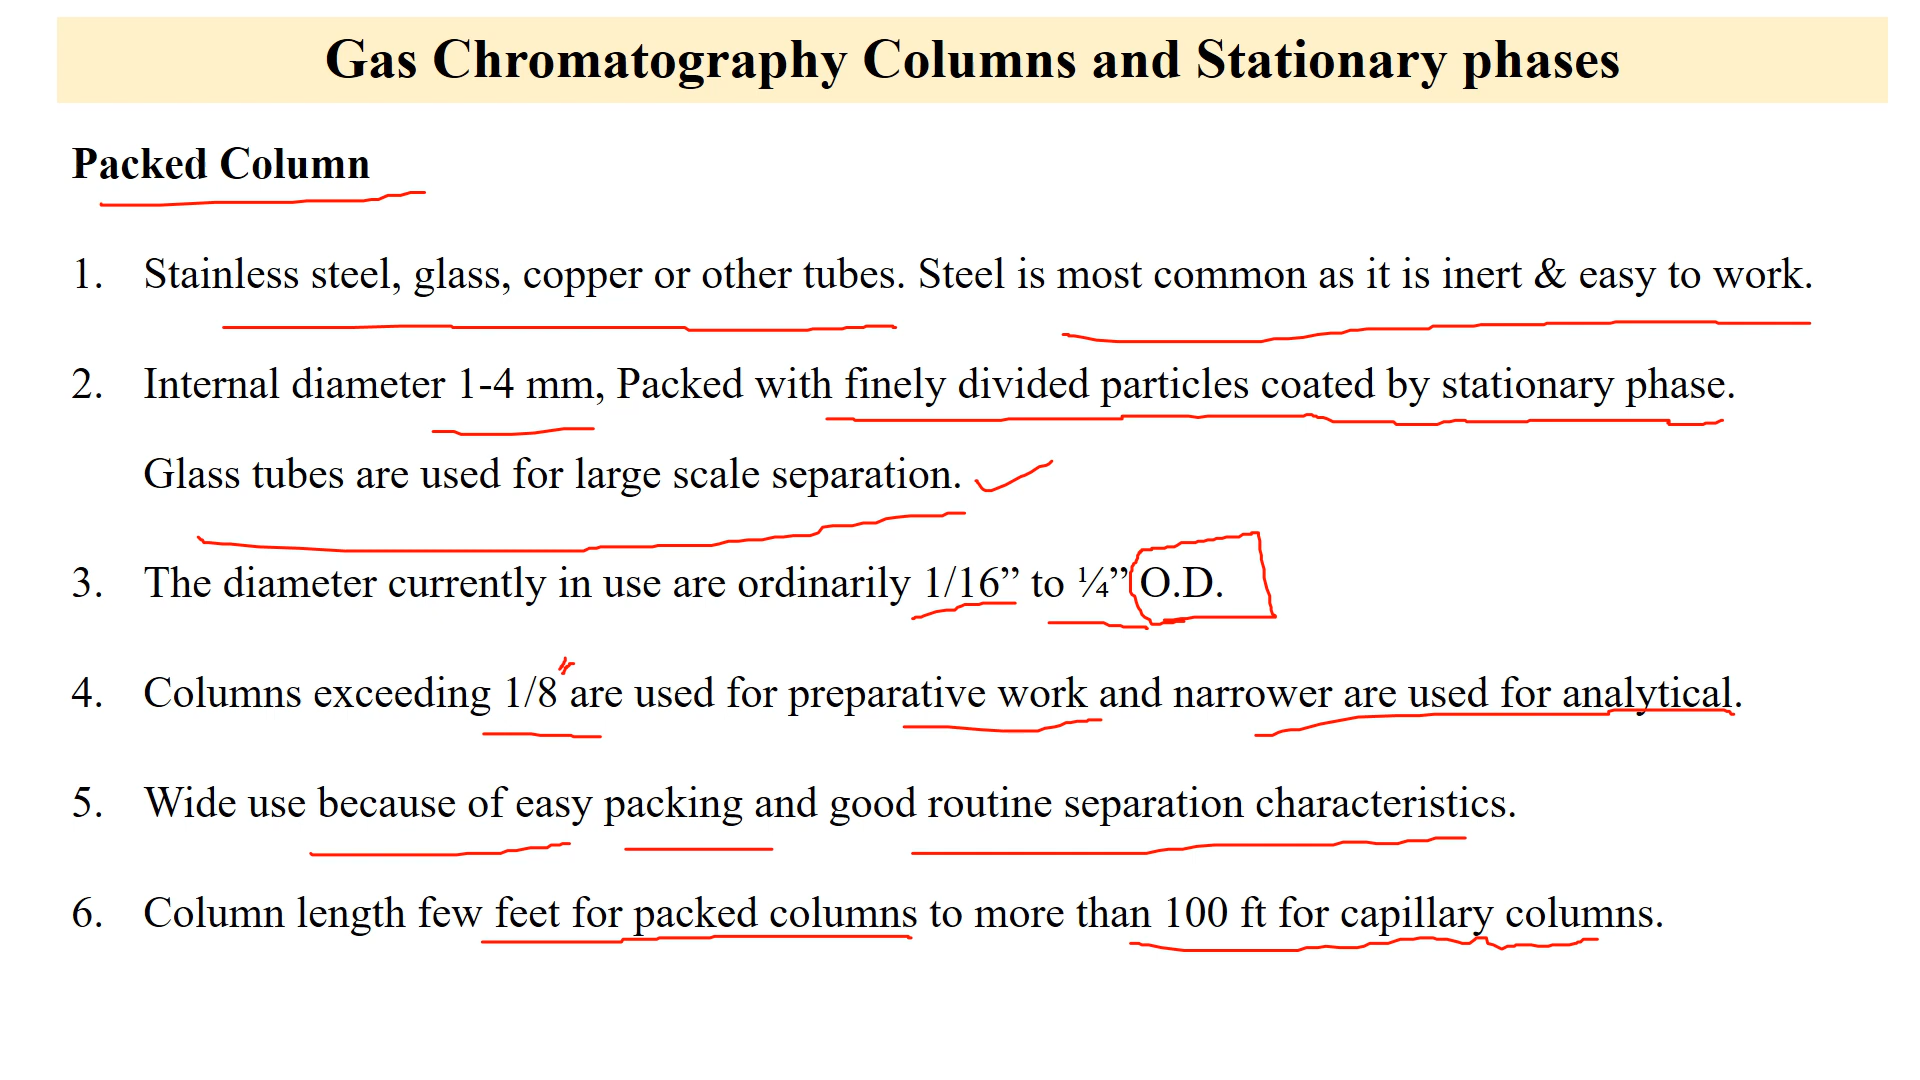 Gas Chromatography Columns and Stationary phases
Packed Column
1. Stainless steel, glass, copper or other tubes. Steel is most common as it is inert & easy to work.
2. Internal diameter 1-4 mm, Packed with finely divided particles coated by stationary phase.
Glass tubes are used for large scale separation.
3. The diameter currently in use are ordinarily 1/16” to ¼” O.D.
4. Columns exceeding 1/8" are used for preparative work and narrower are used for analytical.
5. Wide use because of easy packing and good routine separation characteristics.
6. Column length few feet for packed columns to more than 100 ft for capillary columns.